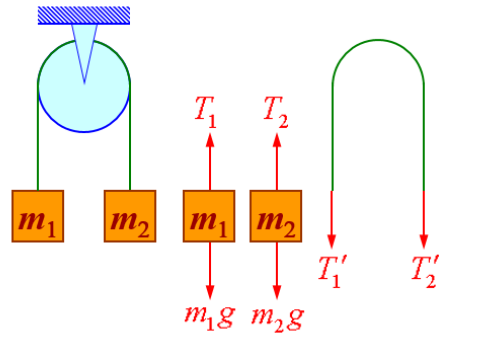 T₁ T₂
m₁ m₂ m₁ m₂
T₁′ T₂′
m₁g m₂g